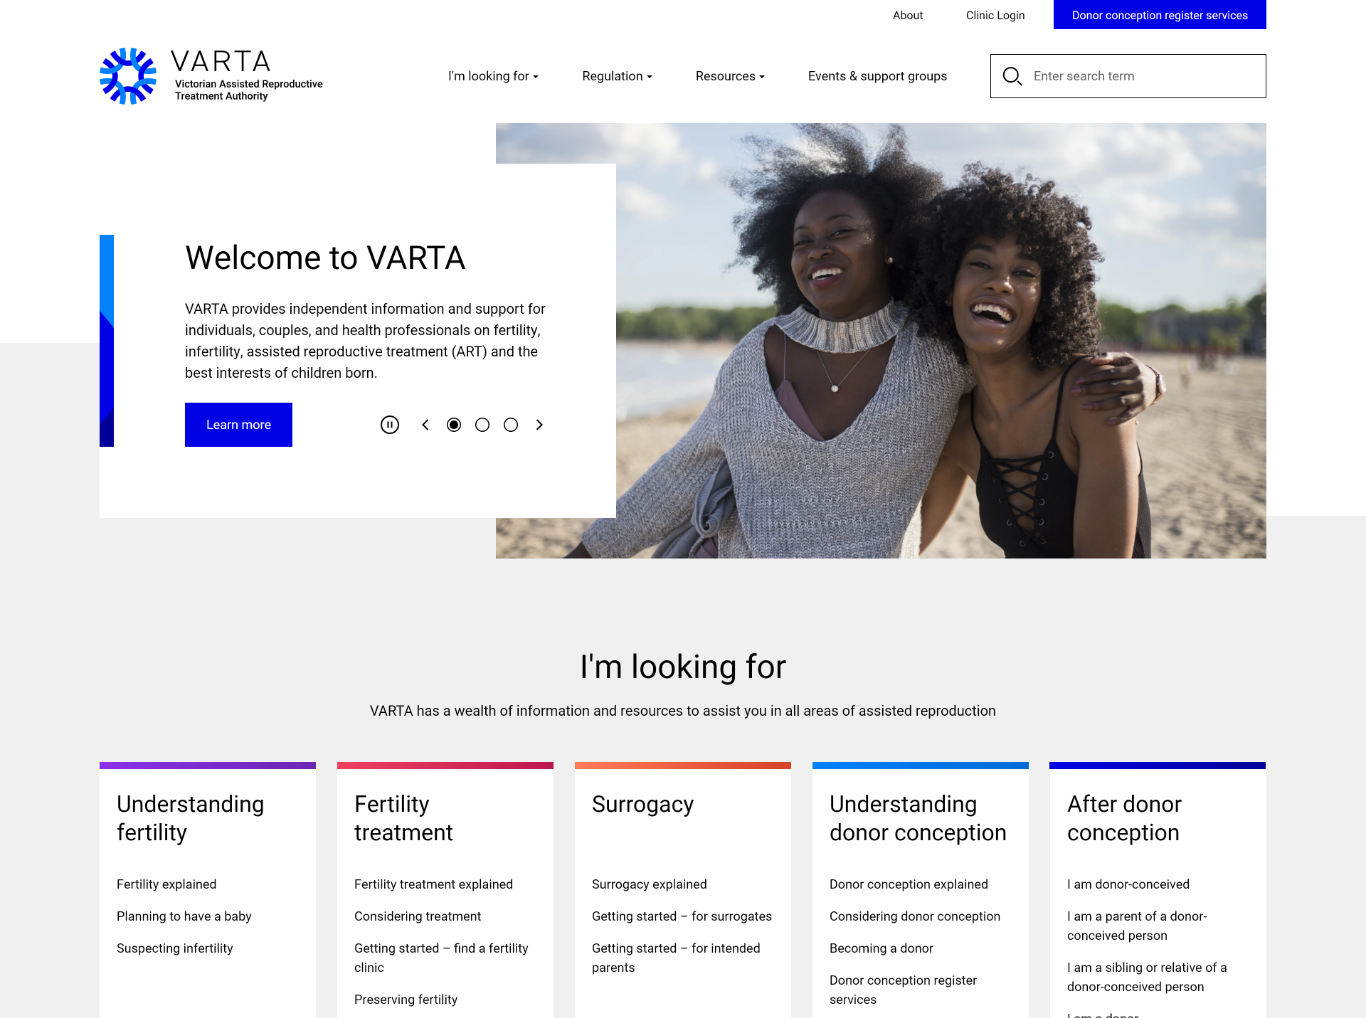 About
Clinic Login
Donor conception register services
VARTA
Victorian Assisted Reproductive
Treatment Authority
I'm looking for
Regulation
Resources
Events & support groups
Enter search term
Welcome to VARTA
VARTA provides independent information and support for
individuals, couples, and health professionals on fertility,
infertility, assisted reproductive treatment (ART) and the
best interests of children born.
Learn more
I'm looking for
VARTA has a wealth of information and resources to assist you in all areas of assisted reproduction
Understanding
fertility
Fertility explained
Planning to have a baby
Suspecting infertility
Fertility
treatment
Fertility treatment explained
Considering treatment
Getting started – find a fertility
clinic
Preserving fertility
Surrogacy
Surrogacy explained
Getting started – for surrogates
Getting started – for intended
parents
Understanding
donor conception
Donor conception explained
Considering donor conception
Becoming a donor
Donor conception register
services
After donor
conception
I am donor-conceived
I am a parent of a donor-
conceived person
I am a sibling or relative of a
donor-conceived person
I am a donor